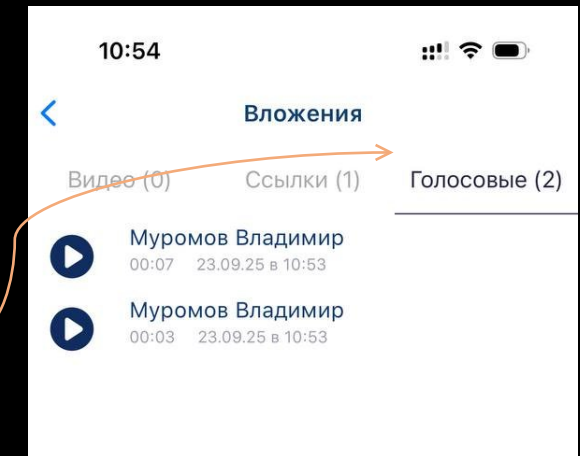 10:54
Вложения
Видео (0) Ссылки (1) Голосовые (2)
Муромов Владимир
00:07 23.09.25 в 10:53
Муромов Владимир
00:03 23.09.25 в 10:53